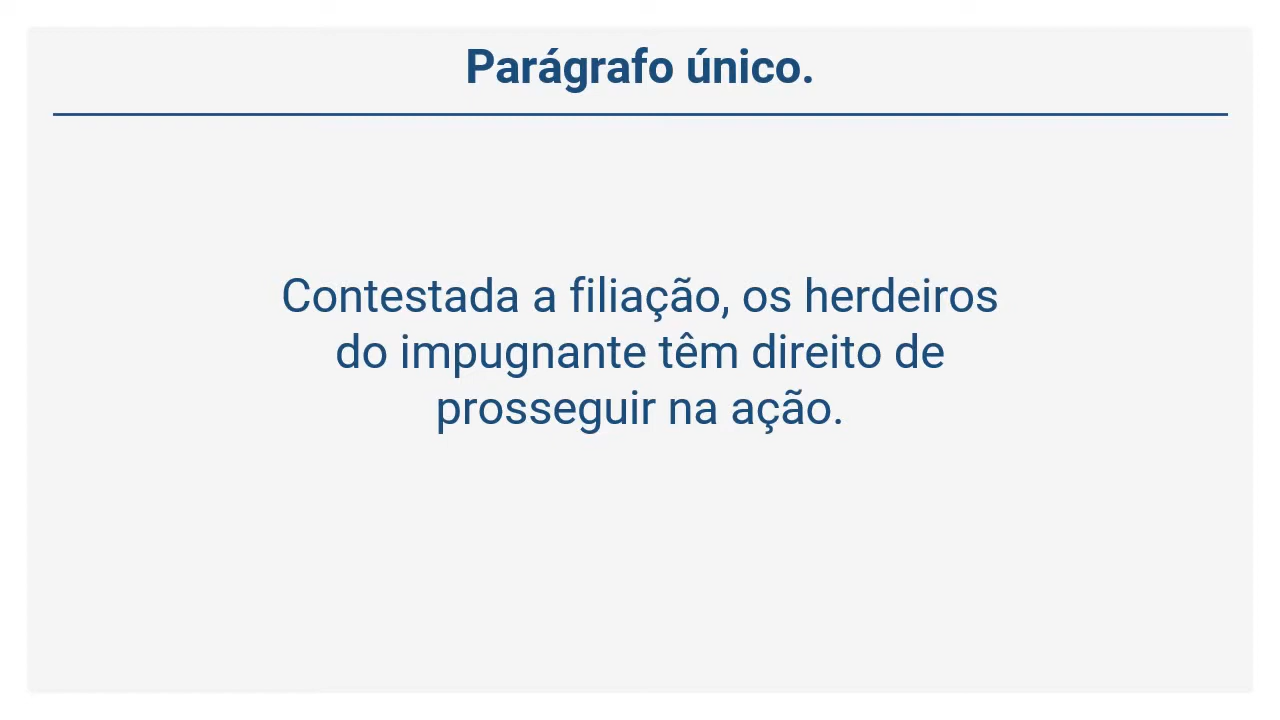 Parágrafo único.
Contestada a filiação, os herdeiros
do impugnante têm direito de
prosseguir na ação.